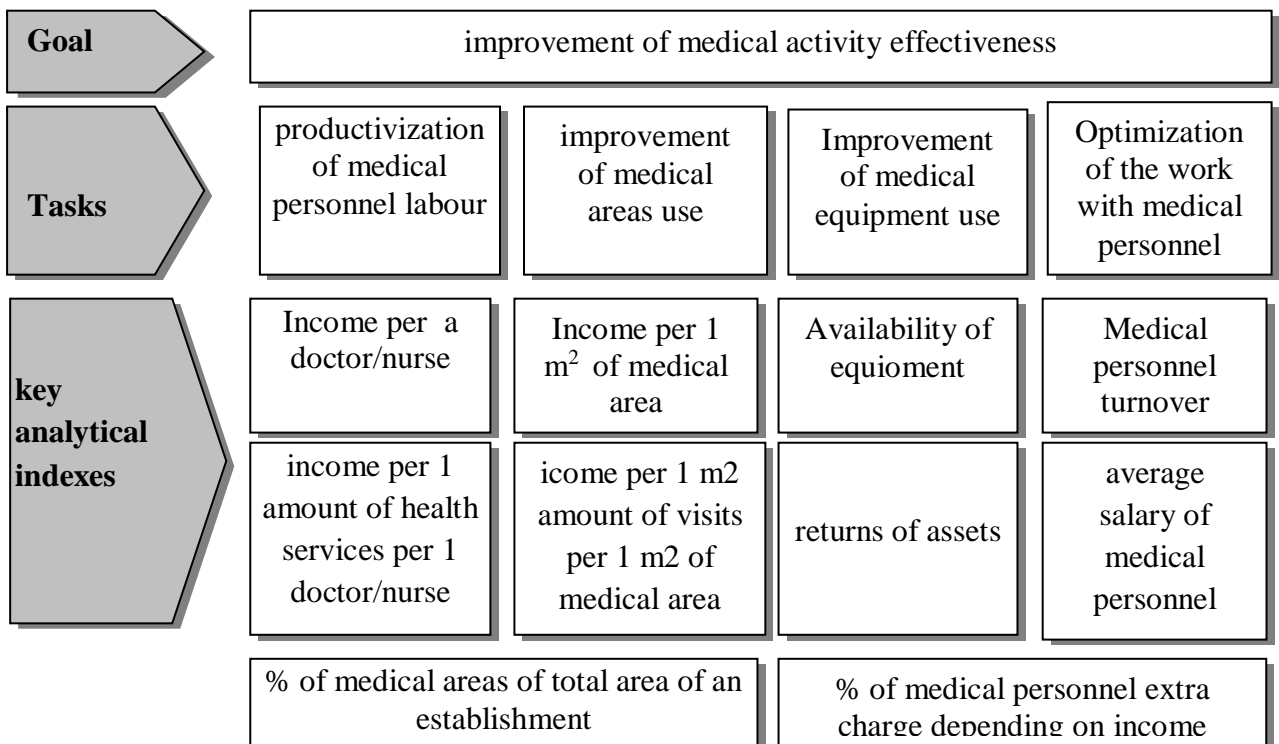 Goal
improvement of medical activity effectiveness
Tasks
productivization
of medical
personnel labour
improvement
of medical
areas use
Improvement
of medical
equipment use
Optimization
of the work
with medical
personnel
key
analytical
indexes
Income per a
doctor/nurse
Income per 1
m² of medical
area
Availability of
equioment
Medical
personnel
turnover
income per 1
amount of health
services per 1
doctor/nurse
icome per 1 m2
amount of visits
per 1 m2 of
medical area
returns of assets
average
salary of
medical
personnel
% of medical areas of total area of an
establishment
% of medical personnel extra
charge depending on income